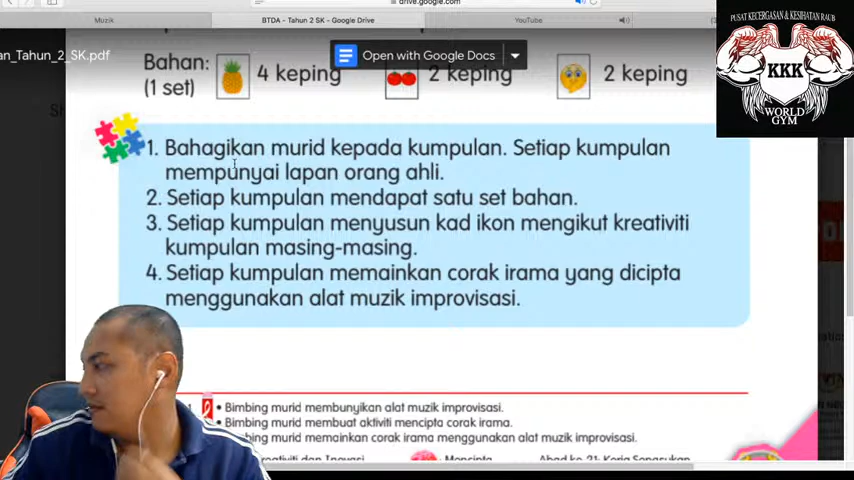 drive.google.com
Muzik
BTDA - Tahun 2 SK - Google Drive
YouTube
an_Tahun_2_SK.pdf
Open with Google Docs
Bahan:
(1 set)
4 keping
2 keping
2 keping
PUSAT KECERGASAN & KESIHATAN RAUB
KKK
WORLD
GYM
1. Bahagikan murid kepada kumpulan. Setiap kumpulan
mempunyai lapan orang ahli.
2. Setiap kumpulan mendapat satu set bahan.
3. Setiap kumpulan menyusun kad ikon mengikut kreativiti
kumpulan masing-masing.
4. Setiap kumpulan memainkan corak irama yang dicipta
menggunakan alat muzik improvisasi.
• Bimbing murid membunyikan alat muzik improvisasi.
• Bimbing murid membuat aktiviti mencipta corak irama.
bing murid memainkan corak irama menggunakan alat muzik improvisasi.
reativiti dan Inovasi
Mencipta
Abad ke-21: Kerja Sepasukan